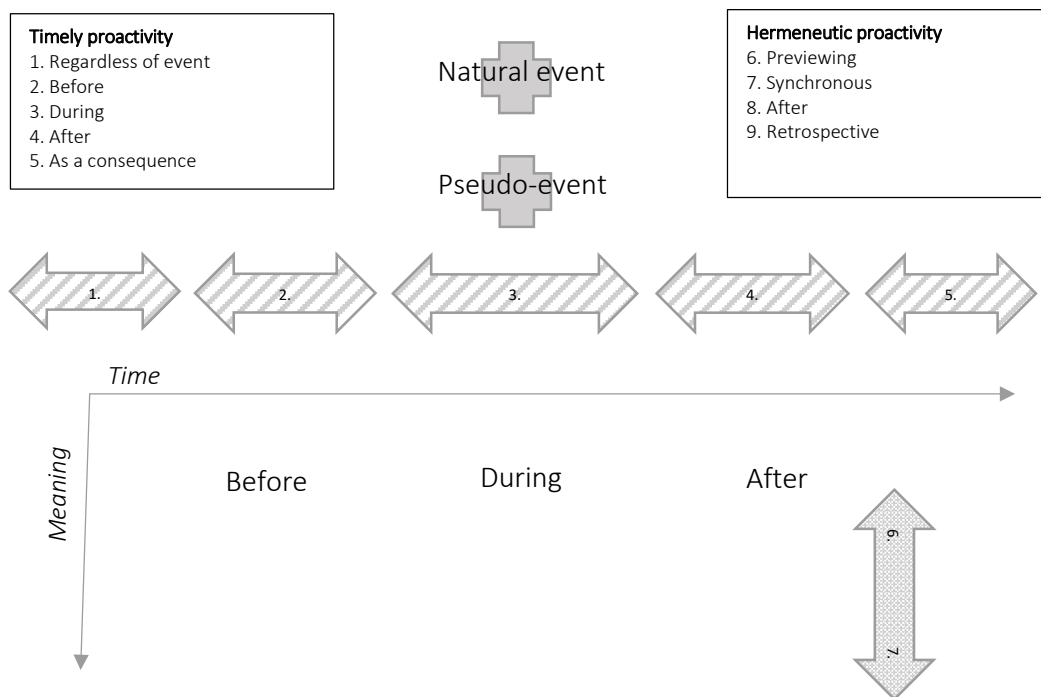 Timely proactivity
1. Regardless of event
2. Before
3. During
4. After
5. As a consequence
Natural event
Pseudo-event
Hermeneutic proactivity
6. Previewing
7. Synchronous
8. After
9. Retrospective
1.
2.
3.
4.
5.
Time
Meaning
Before
During
After
6.
7.